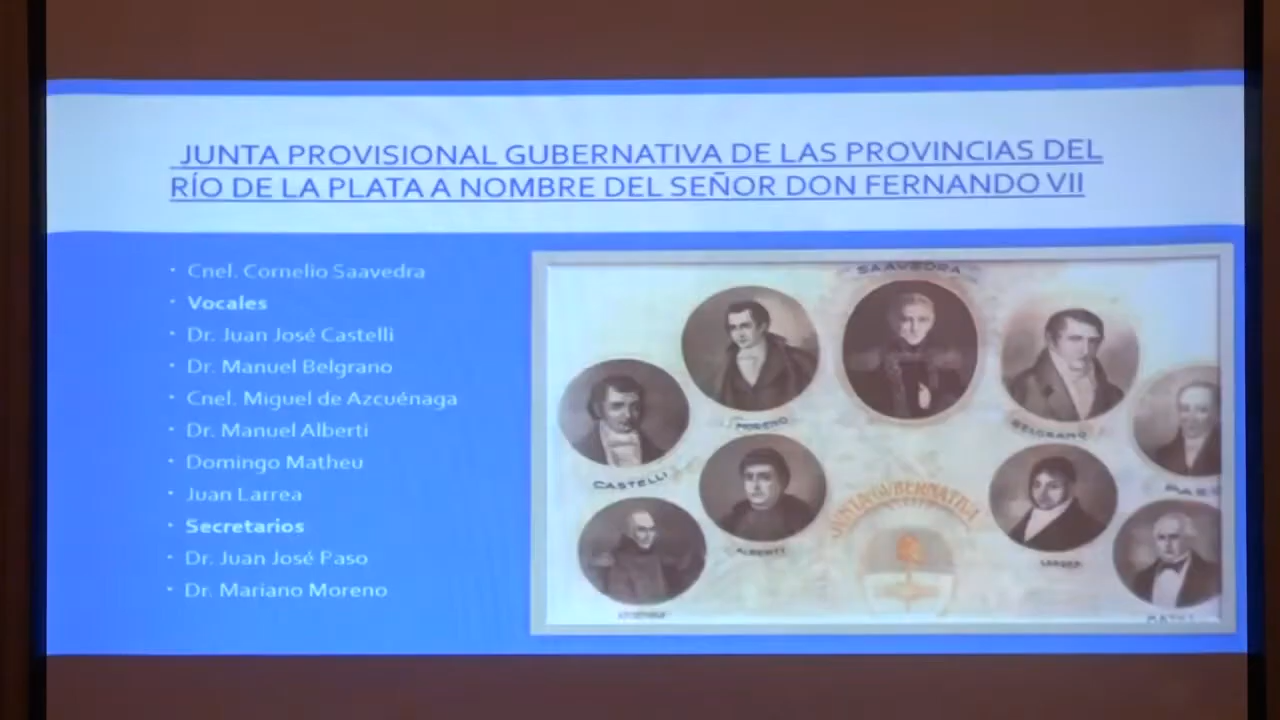 JUNTA PROVISIONAL GUBERNATIVA DE LAS PROVINCIAS DEL
RÍO DE LA PLATA A NOMBRE DEL SEÑOR DON FERNANDO VII
Cnel. Cornelio Saavedra
Vocales
Dr. Juan José Castelli
Dr. Manuel Belgrano
Cnel. Miguel de Azcuénaga
Dr. Manuel Alberti
Domingo Matheu
Juan Larrea
Secretarios
Dr. Juan José Paso
Dr. Mariano Moreno
SAAVEDRA
MORENO
BELGRANO
CASTELLI
ALBERTI
JUNTA GUBERNATIVA
LARREA